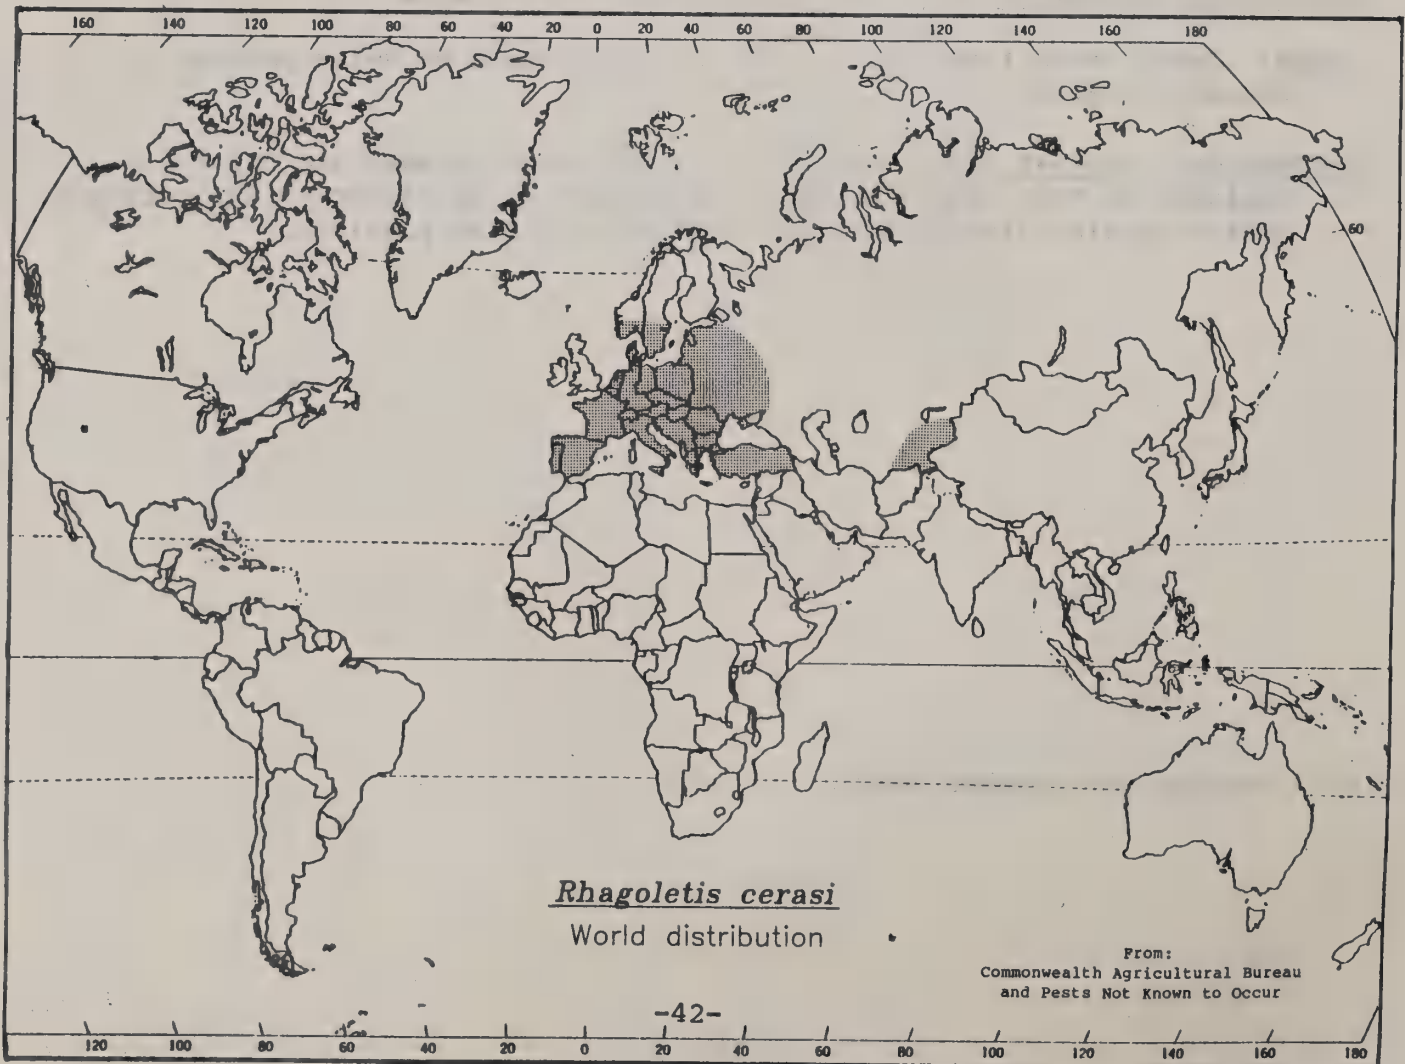 160 140 120 100 80 60 40 20 0 20 40 60 80 100 120 140 160 180
60
Rhagoletis cerasi
World distribution
From:
Commonwealth Agricultural Bureau
and Pests Not Known to Occur
-42-
120 100 80 60 40 20 0 20 40 60 80 100 120 140 160 180